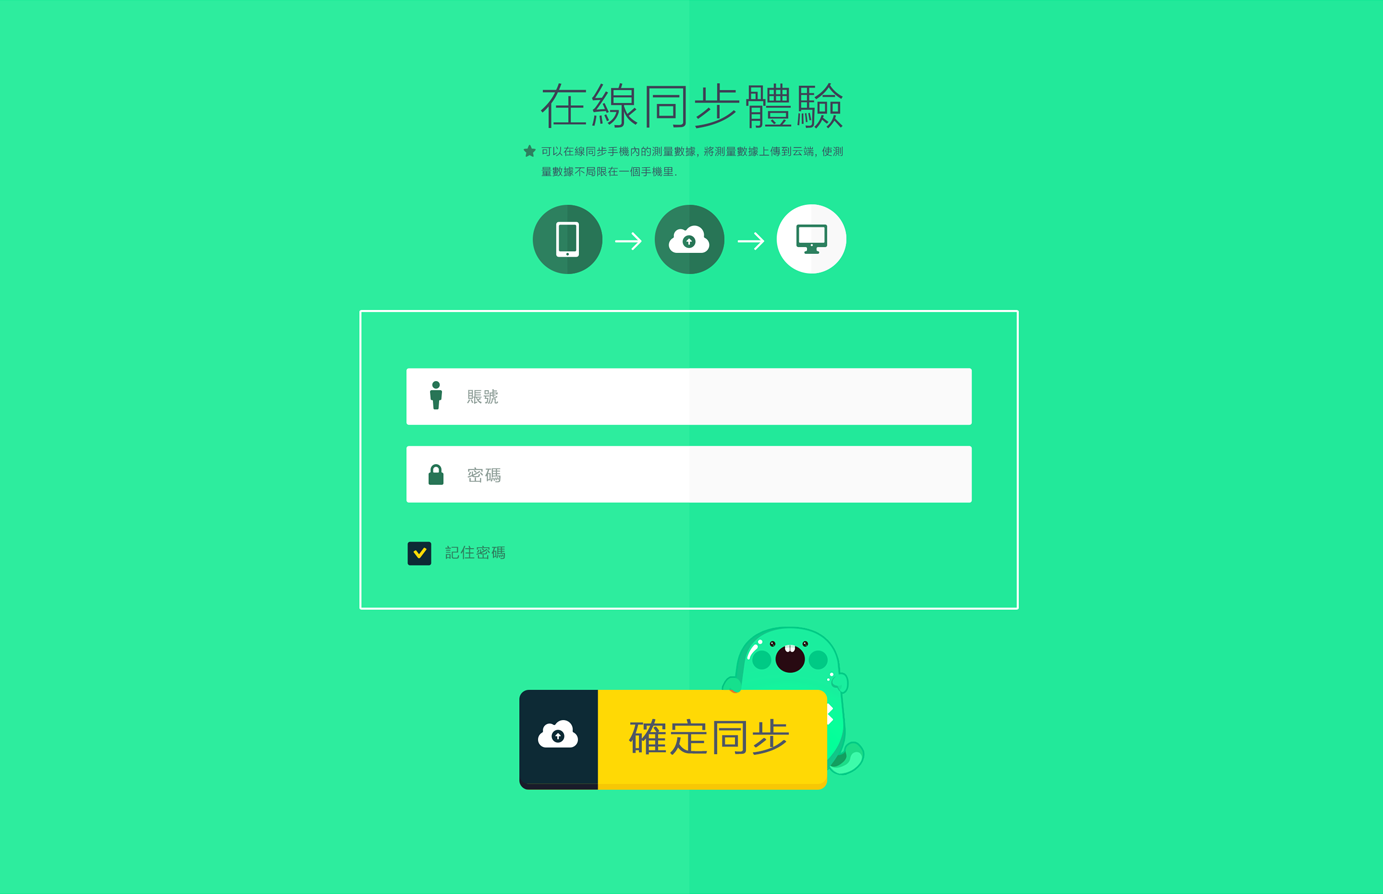 在線同步體驗
可以在線同步手機內的測量數據, 將測量數據上傳到云端, 使測
量數據不局限在一個手機里.
賬號
密碼
記住密碼
確定同步